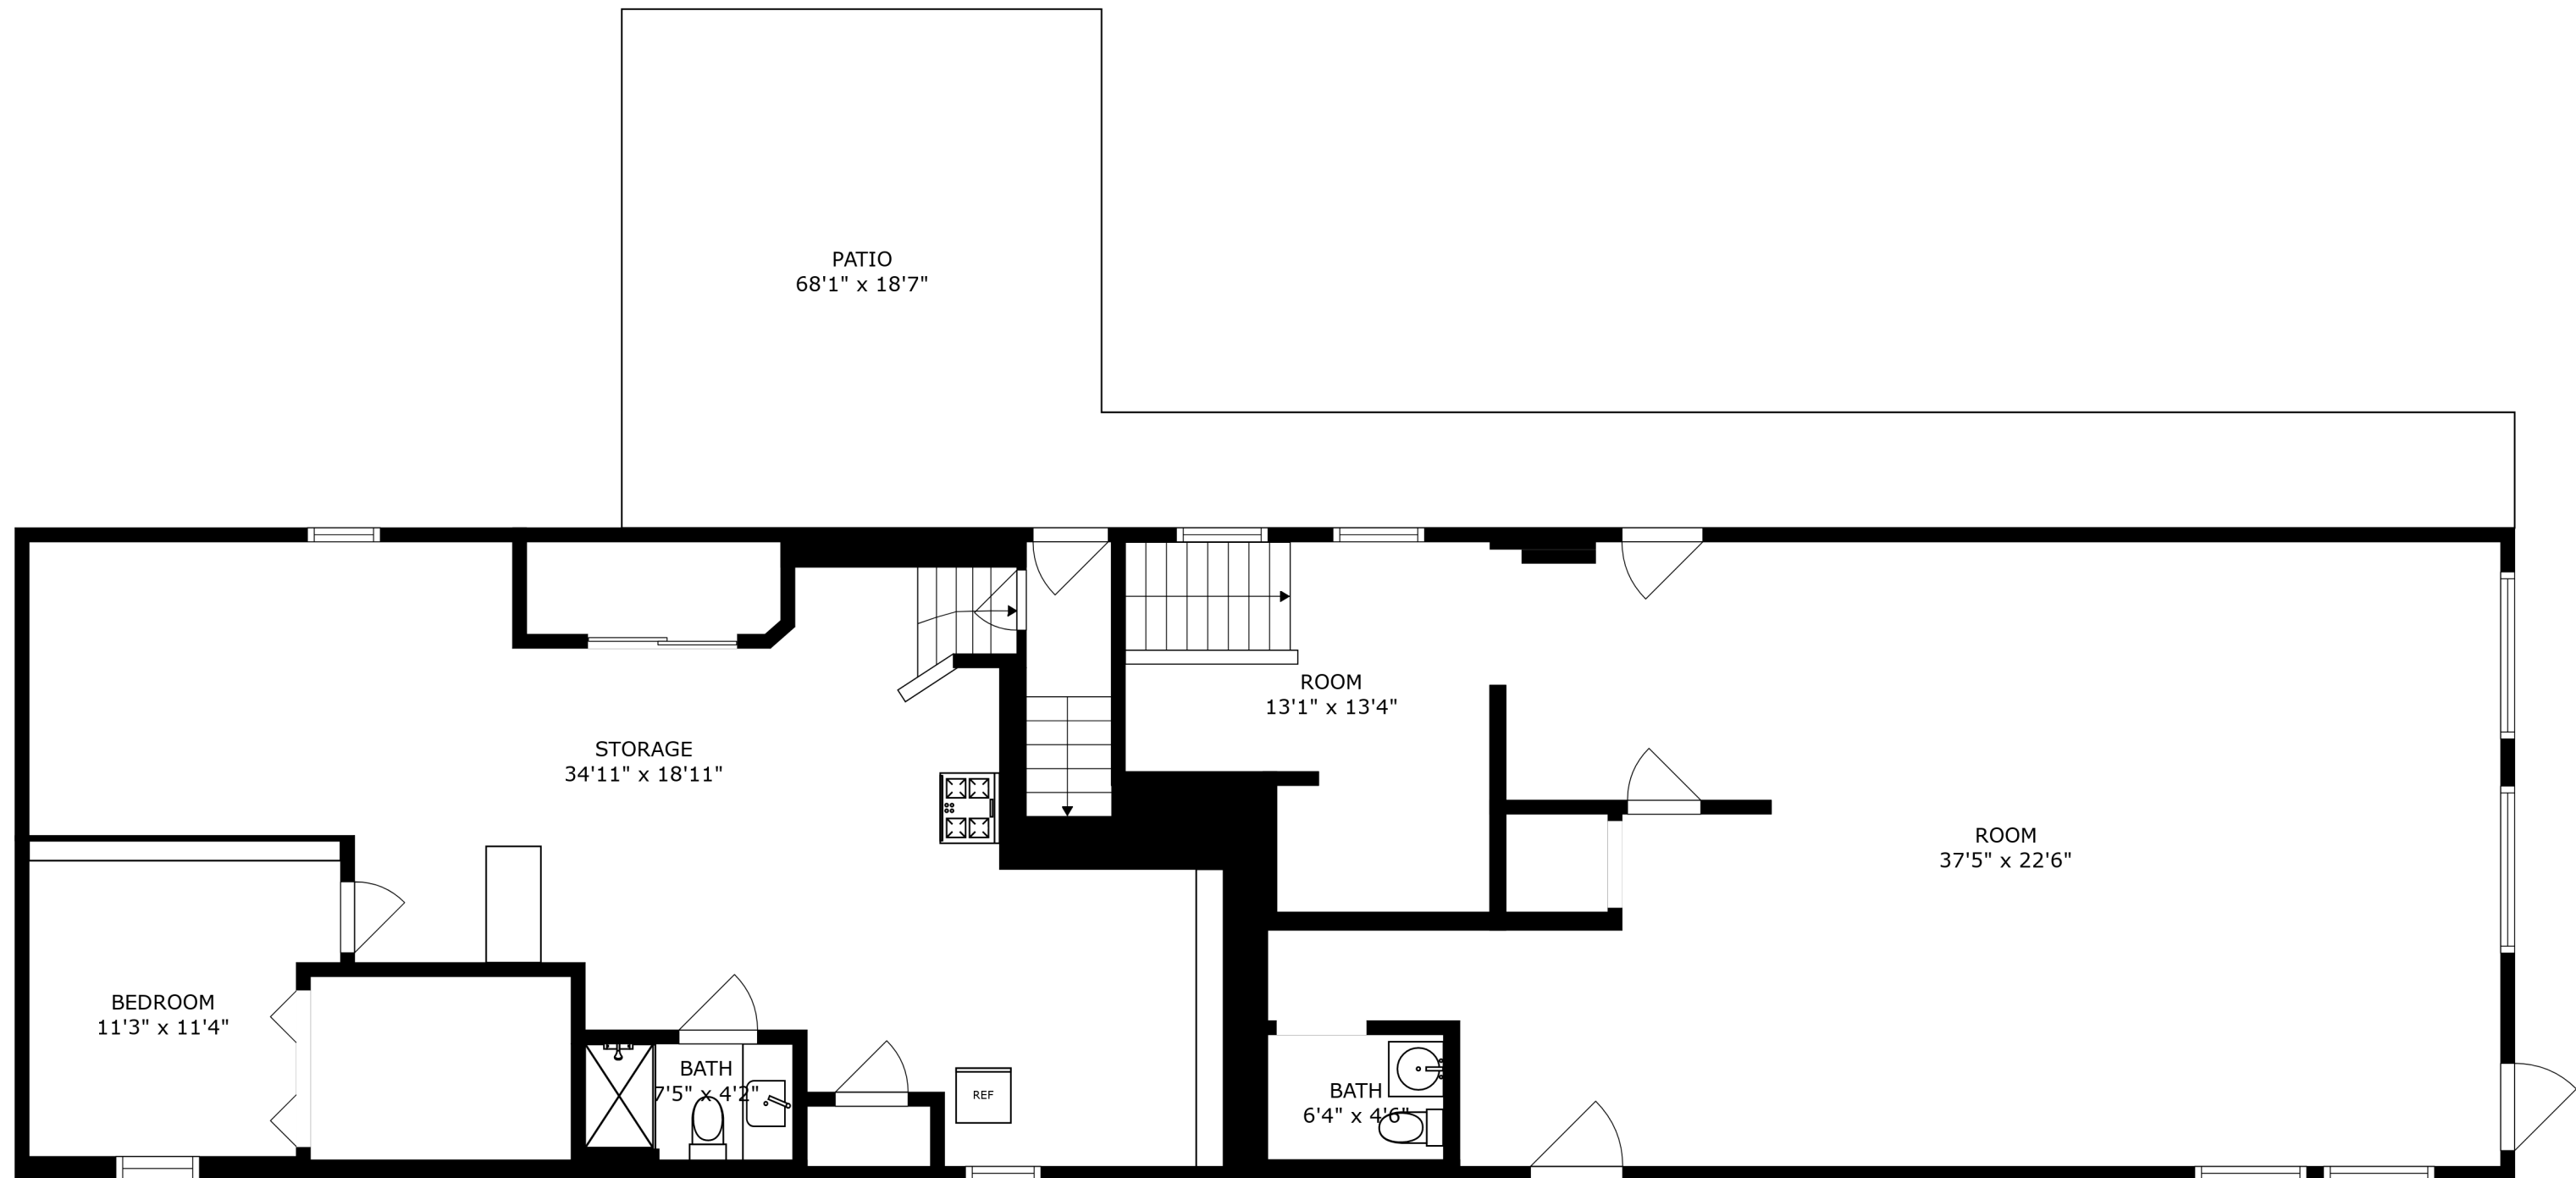 PATIO
68'1" x 18'7"
ROOM
13'1" x 13'4"
STORAGE
34'11" x 18'11"
ROOM
37'5" x 22'6"
BEDROOM
11'3" x 11'4"
BATH
7'5" x 4'2"
REF
BATH
6'4" x 4'6"